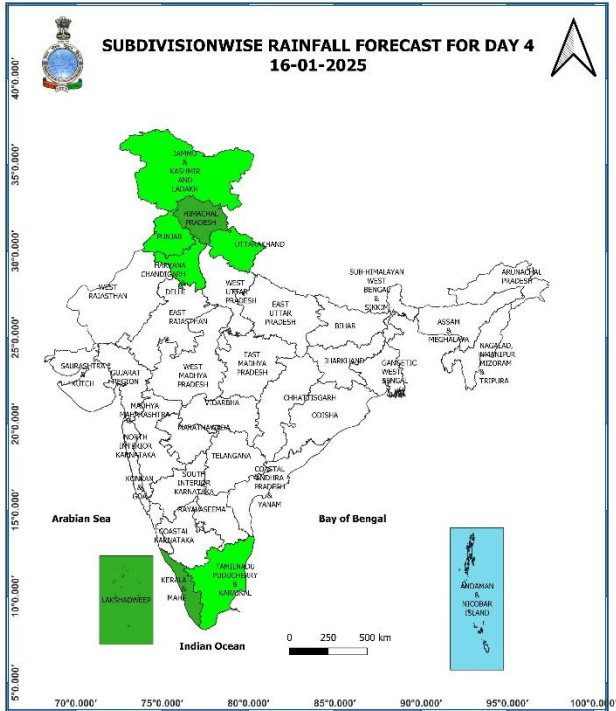 SUBDIVISIONWISE RAINFALL FORECAST FOR DAY 4
16-01-2025
40°0.000'
35°0.000'
30°0.000'
25°0.000'
20°0.000'
15°0.000'
10°0.000'
5°0.000'
JAMMU
&
KASHMIR
AND
LADAKH
HIMACHAL
PRADESH
PUNJAB
UTTARAKHAND
HARYANA
CHANDIGARH
&
DELHI
WEST
RAJASTHAN
WEST
UTTAR
PRADESH
EAST
RAJASTHAN
EAST
UTTAR
PRADESH
SUB-HIMALAYAN
WEST
BENGAL
&
SIKKIM
ARUNACHAL
PRADESH
BIHAR
ASSAM
&
MEGHALAYA
NAGALAD,
MANIPUR
MIZORAM
&
TRIPURA
SAURASHTRA
&
KUTCH
GUJARAT
REGION
WEST
MADHYA
PRADESH
EAST
MADHYA
PRADESH
JHARKHAND
GANGETIC
WEST
BENGAL
CHHATTISGARH
ODISHA
VIDARBHA
MADHYA
MAHARASHTRA
MARATHAWADA
NORTH
INTERIOR
KARNATAKA
TELANGANA
KONKAN
&
GOA
SOUTH
INTERIOR
KARNATAKA
COASTAL
ANDHRA
PRADESH
&
YANAM
RAYALASEEMA
COASTAL
KARNATAKA
Arabian Sea
Bay of Bengal
TAMILNADU
PUDUCHERRY
&
KARAIKAL
KERALA
&
MAHE
LAKSHADWEEP
ANDAMAN
&
NICOBAR
ISLAND
Indian Ocean
0 250 500 km
70°0.000' 75°0.000' 80°0.000' 85°0.000' 90°0.000' 95°0.000' 100°0.000'